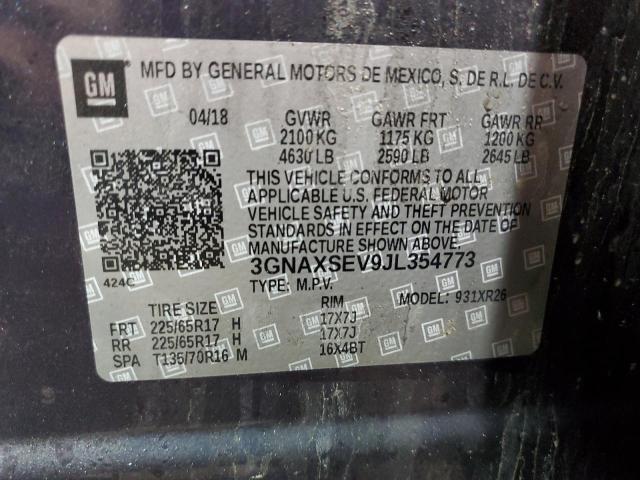 GM MFD BY GENERAL MOTORS DE MEXICO, S. DE R.L. DE C.V.
04/18 GVWR GAWR FRT GAWR RR
2100 KG 1175 KG 1200 KG
4630 LB 2590 LB 2645 LB
THIS VEHICLE CONFORMS TO ALL
APPLICABLE U.S. FEDERAL MOTOR
VEHICLE SAFETY AND THEFT PREVENTION
STANDARDS IN EFFECT ON THE DATE OF
MANUFACTURE SHOWN ABOVE.
424C 3GNAXSEV9JL354773
TYPE: M.P.V. MODEL: 931XR26
TIRE SIZE RIM
FRT 225/65R17 H 17X7J
RR 225/65R17 H 17X7J
SPA T135/70R16 M 16X4BT